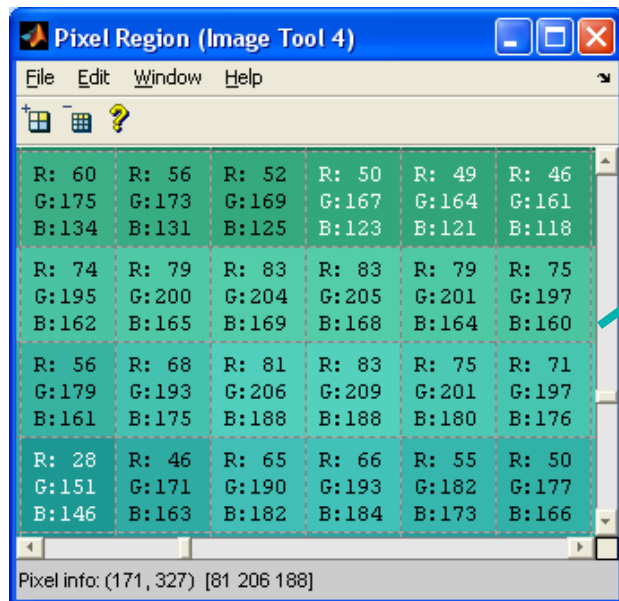 Pixel Region (Image Tool 4)
File Edit Window Help
R: 60 R: 56 R: 52 R: 50 R: 49 R: 46
G:175 G:173 G:169 G:167 G:164 G:161
B:134 B:131 B:125 B:123 B:121 B:118
R: 74 R: 79 R: 83 R: 83 R: 79 R: 75
G:195 G:200 G:204 G:205 G:201 G:197
B:162 B:165 B:169 B:168 B:164 B:160
R: 56 R: 68 R: 81 R: 83 R: 75 R: 71
G:179 G:193 G:206 G:209 G:201 G:197
B:161 B:175 B:188 B:188 B:180 B:176
R: 28 R: 46 R: 65 R: 66 R: 55 R: 50
G:151 G:171 G:190 G:193 G:182 G:177
B:146 B:163 B:182 B:184 B:173 B:166
Pixel info: (171, 327) [81 206 188]